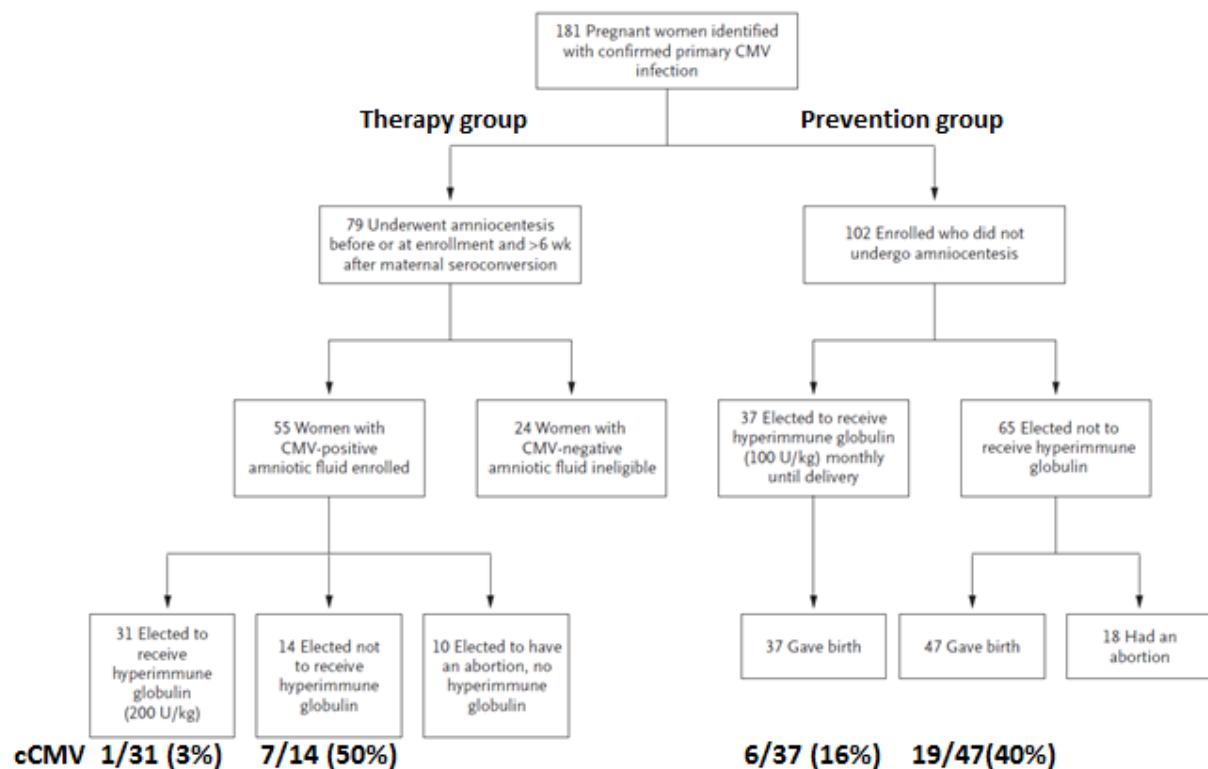 181 Pregnant women identified
with confirmed primary CMV
infection
Therapy group
Prevention group
79 Underwent amniocentesis
before or at enrollment and >6 wk
after maternal seroconversion
102 Enrolled who did not
undergo amniocentesis
55 Women with
CMV-positive
amniotic fluid enrolled
24 Women with
CMV-negative
amniotic fluid ineligible
37 Elected to receive
hyperimmune globulin
(100 U/kg) monthly
until delivery
65 Elected not to
receive hyperimmune
globulin
31 Elected to
receive
hyperimmune
globulin
(200 U/kg)
14 Elected not
to receive
hyperimmune
globulin
10 Elected to have
an abortion, no
hyperimmune
globulin
37 Gave birth
47 Gave birth
18 Had an
abortion
cCMV 1/31 (3%) 7/14 (50%) 6/37 (16%) 19/47(40%)